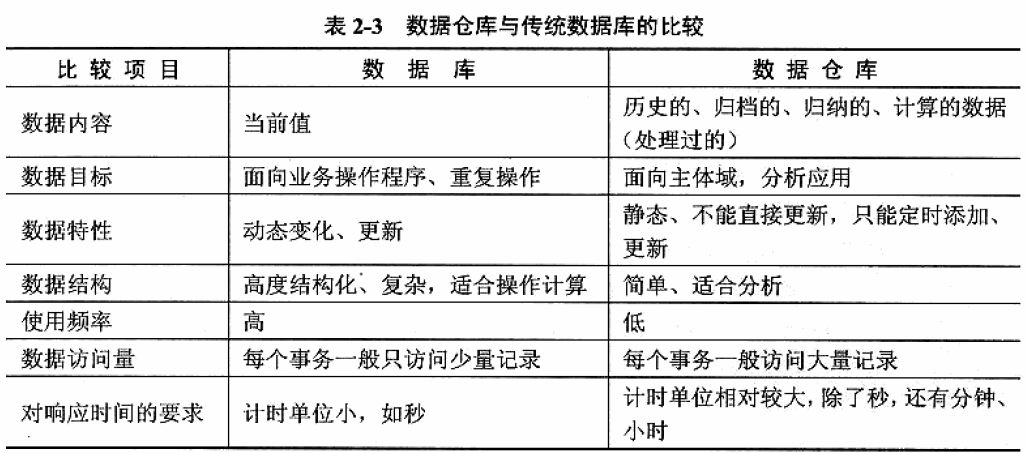 表 2-3 数据仓库与传统数据库的比较
比较项目 数据库 数据仓库
数据内容 当前值 历史的、归档的、归纳的、计算的数据
（处理过的）
数据目标 面向业务操作程序、重复操作 面向主体域，分析应用
数据特性 动态变化、更新 静态、不能直接更新，只能定时添加、
更新
数据结构 高度结构化、复杂，适合操作计算 简单、适合分析
使用频率 高 低
数据访问量 每个事务一般只访问少量记录 每个事务一般访问大量记录
对响应时间的要求 计时单位小，如秒 计时单位相对较大，除了秒，还有分钟、
小时